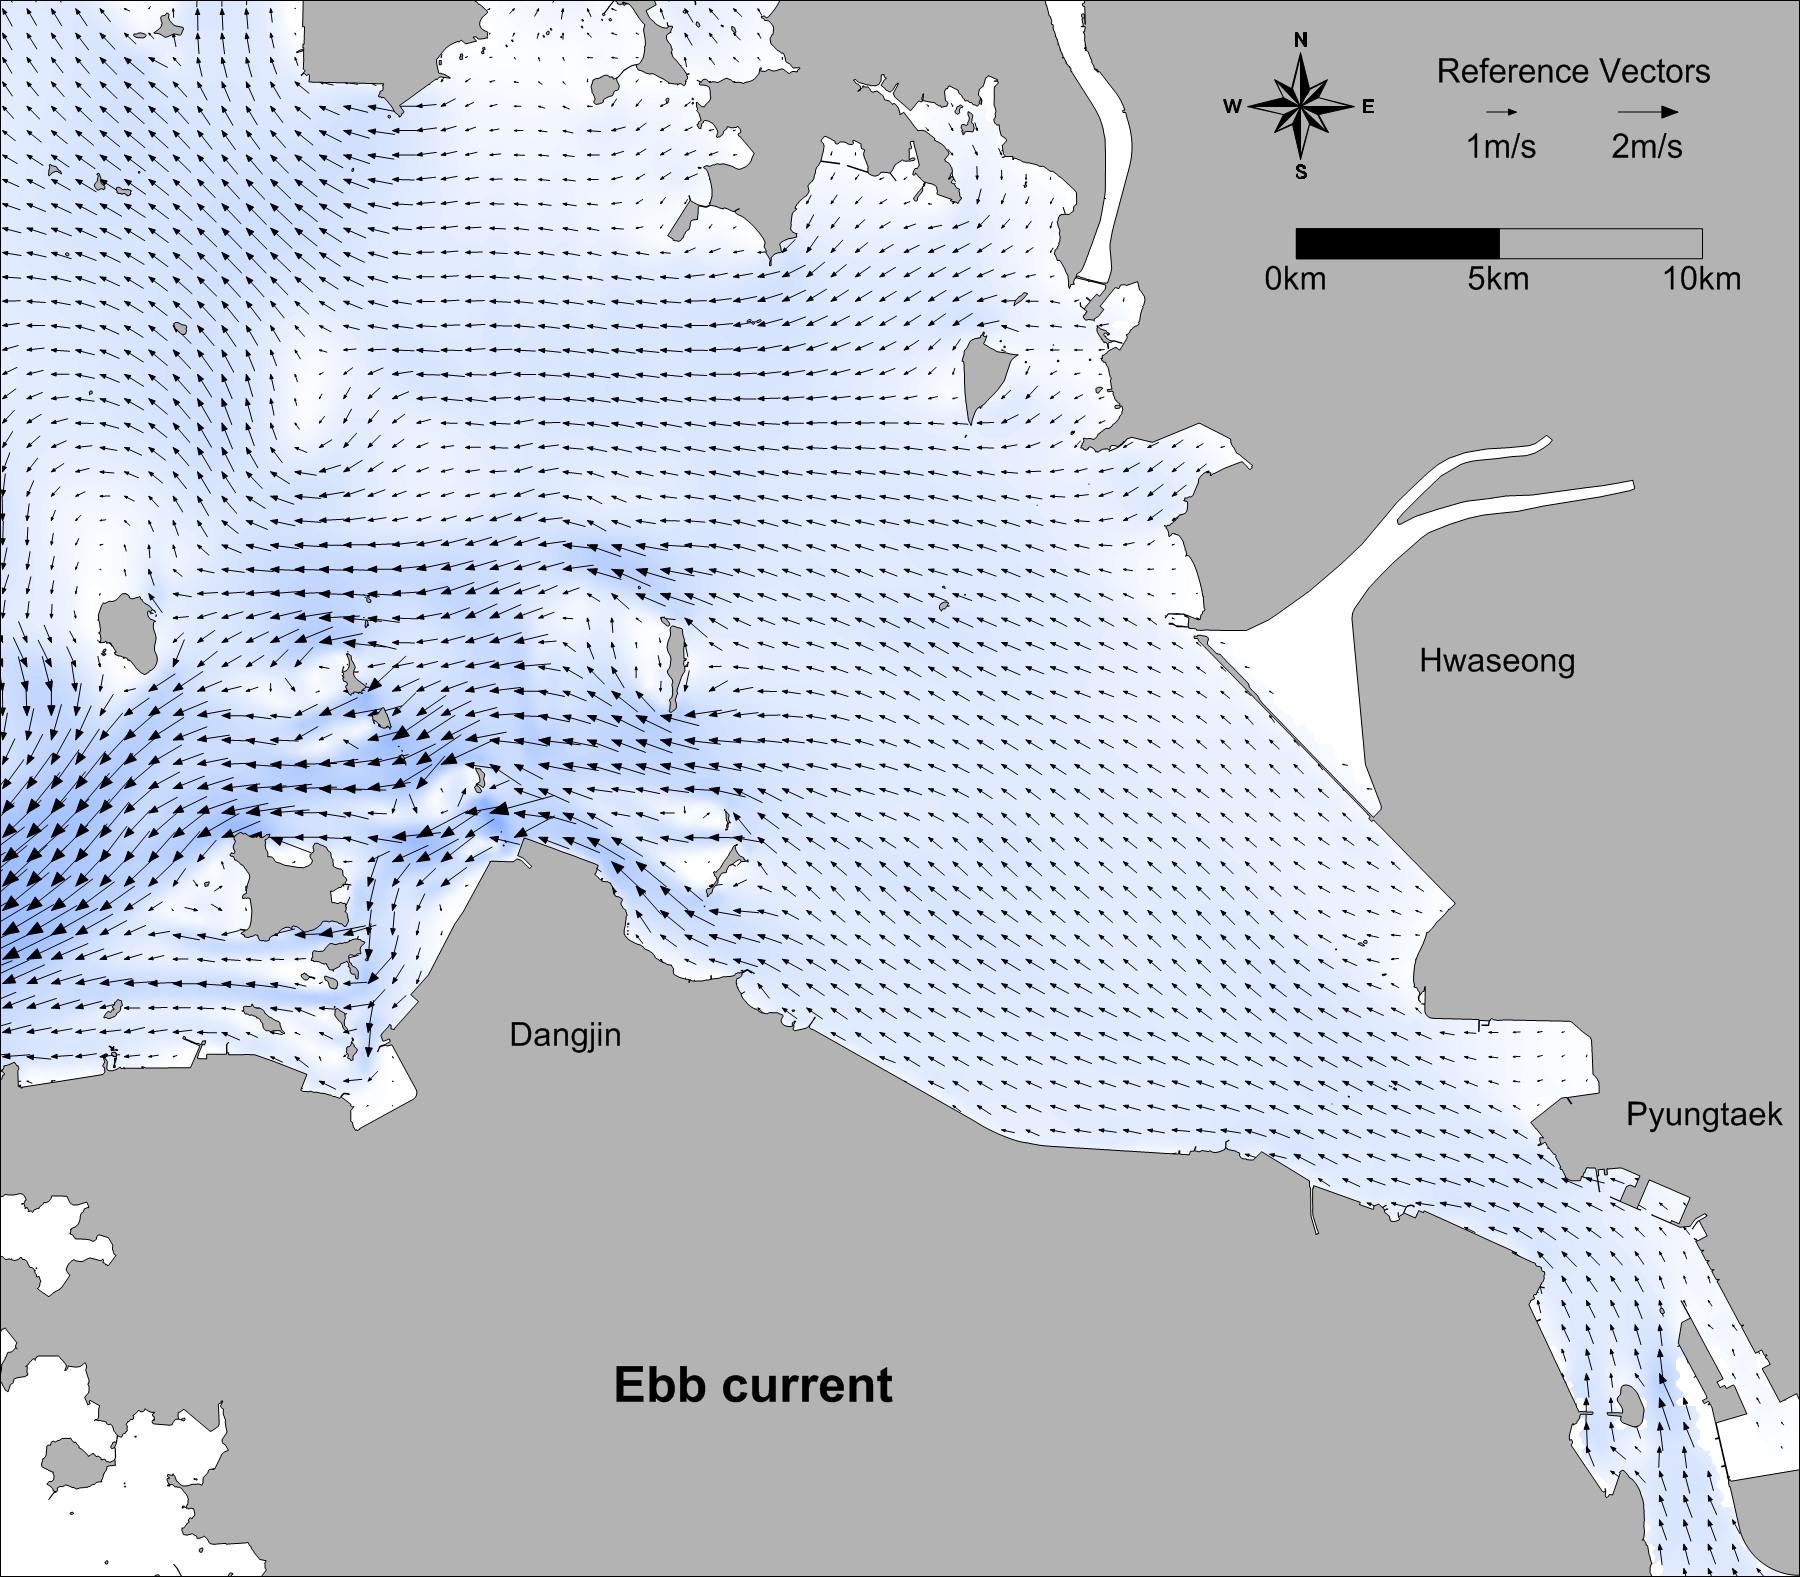 N
W E
S
Reference Vectors
1m/s 2m/s
0km 5km 10km
Hwaseong
Dangjin
Pyungtaek
Ebb current